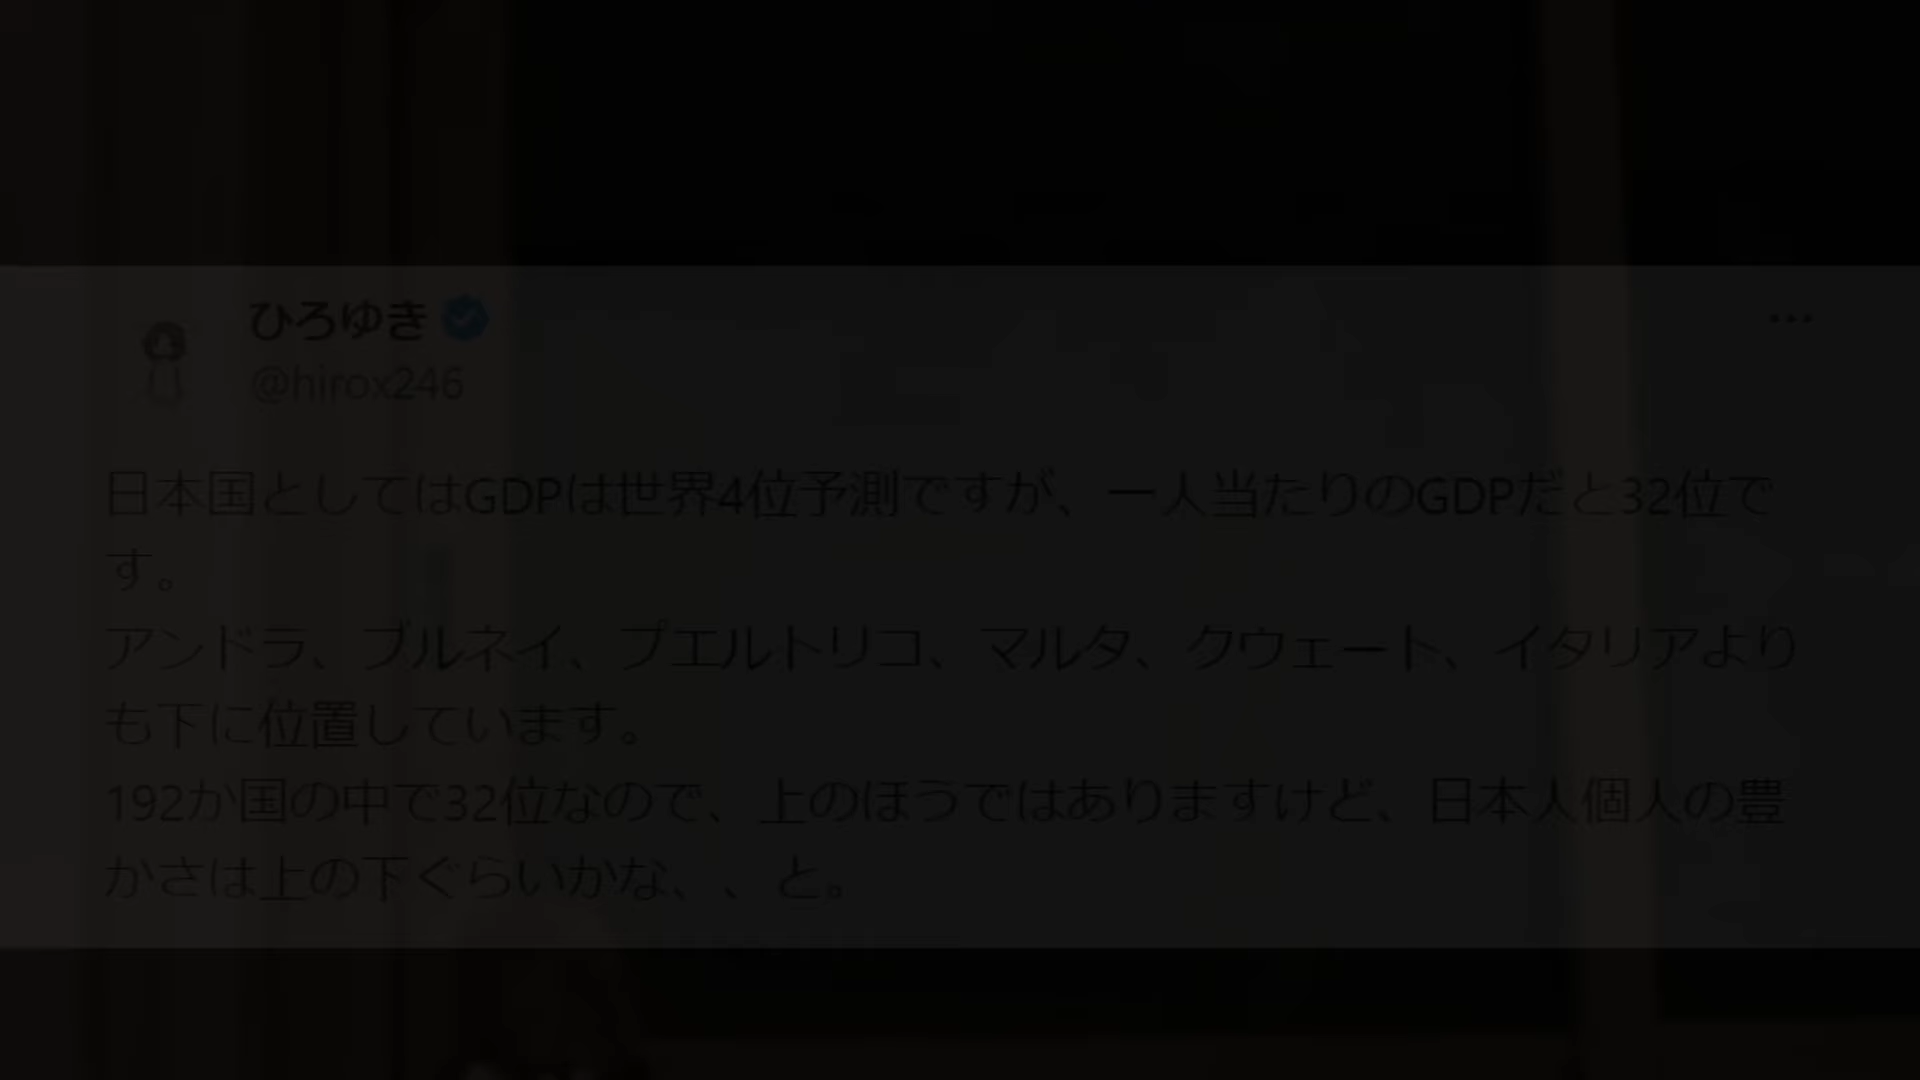 ひろゆき
@hirox246
日本国としてはGDPは世界4位予測ですが、一人当たりのGDPだと32位で
す。
アンドラ、ブルネイ、プエルトリコ、マルタ、クウェート、イタリアより
も下に位置しています。
192か国の中で32位なので、上のほうではありますけど、日本人個人の豊
かさは上の下ぐらいかな、、と。